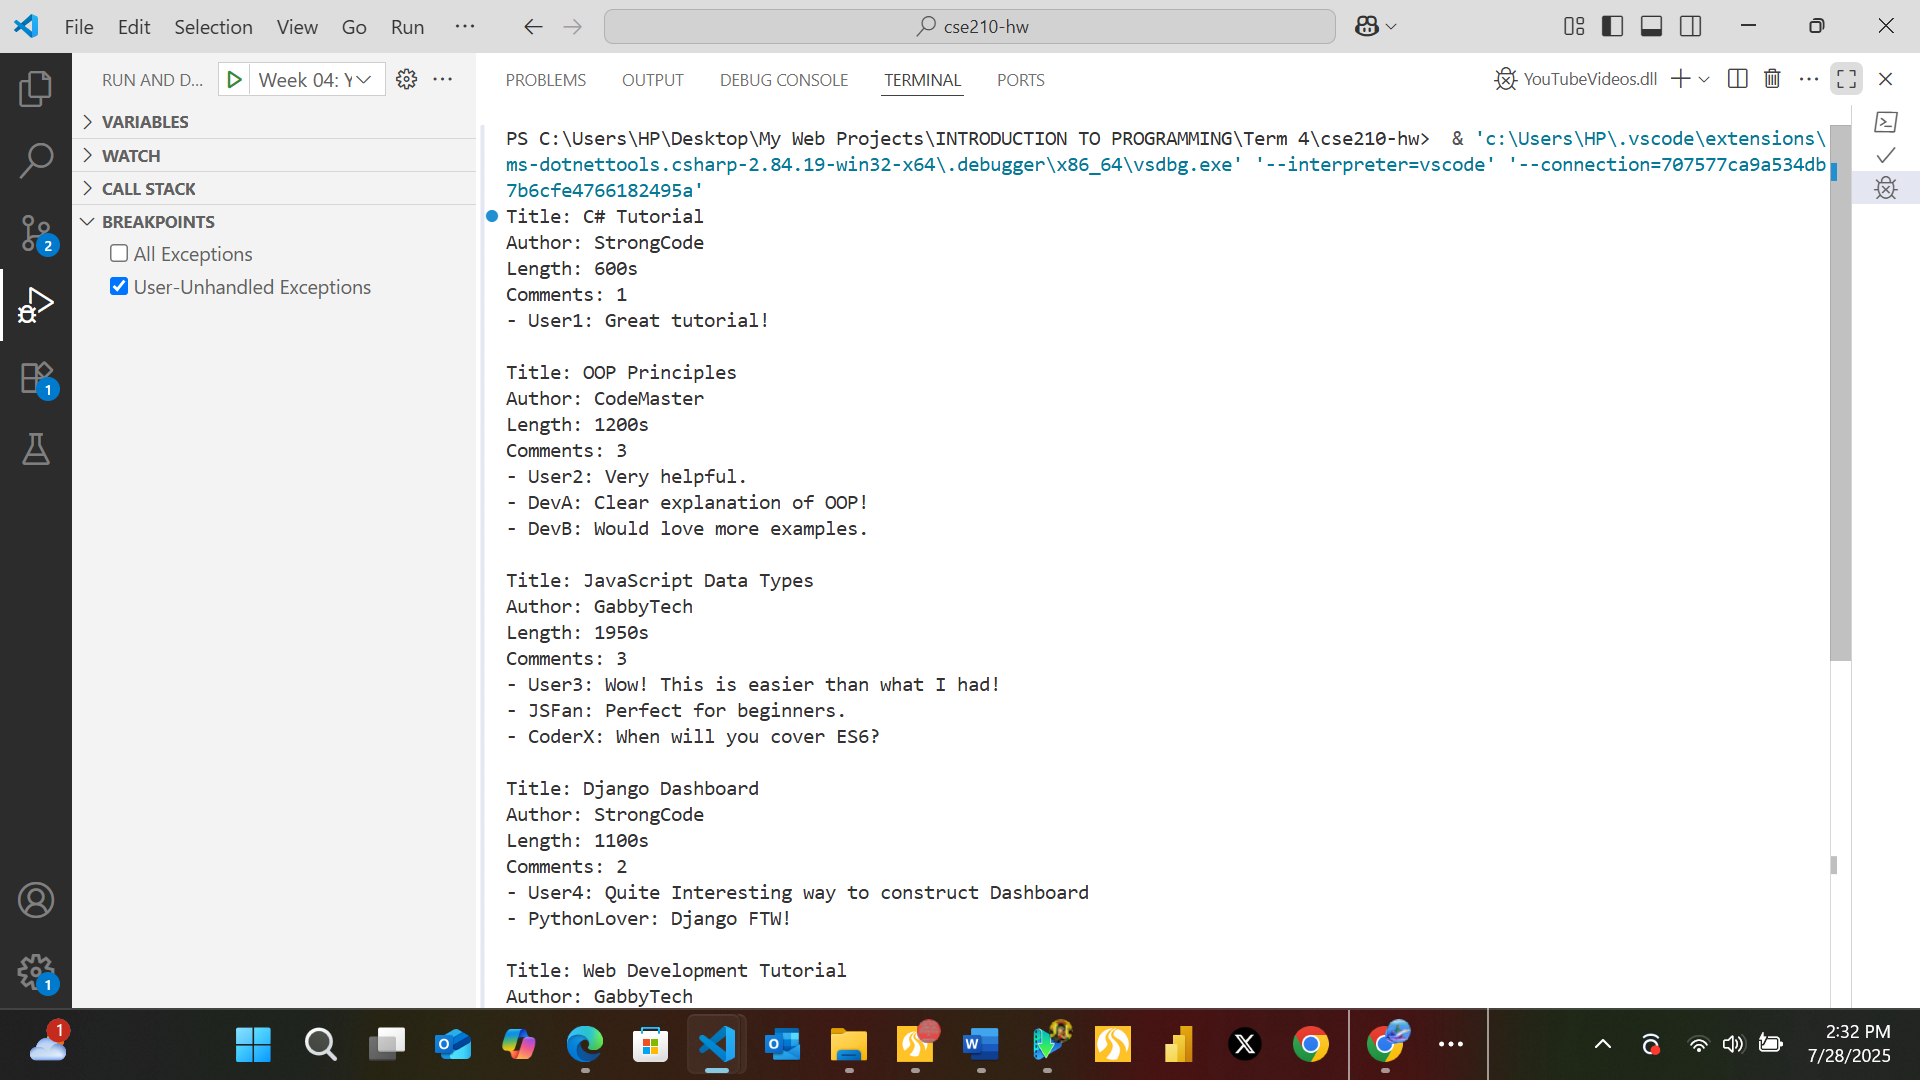 File Edit Selection View Go Run ··· cse210-hw
RUN AND D... Week 04: Y ···
PROBLEMS OUTPUT DEBUG CONSOLE TERMINAL PORTS YouTubeVideos.dll ···
VARIABLES
WATCH
CALL STACK
BREAKPOINTS
All Exceptions
User-Unhandled Exceptions
2
1
1
PS C:\Users\HP\Desktop\My Web Projects\INTRODUCTION TO PROGRAMMING\Term 4\cse210-hw>  & 'c:\Users\HP\.vscode\extensions\
ms-dotnettools.csharp-2.84.19-win32-x64\.debugger\x86_64\vsdbg.exe' '--interpreter=vscode' '--connection=707577ca9a534db
7b6cfe4766182495a'
Title: C# Tutorial
Author: StrongCode
Length: 600s
Comments: 1
- User1: Great tutorial!
Title: OOP Principles
Author: CodeMaster
Length: 1200s
Comments: 3
- User2: Very helpful.
- DevA: Clear explanation of OOP!
- DevB: Would love more examples.
Title: JavaScript Data Types
Author: GabbyTech
Length: 1950s
Comments: 3
- User3: Wow! This is easier than what I had!
- JSFan: Perfect for beginners.
- CoderX: When will you cover ES6?
Title: Django Dashboard
Author: StrongCode
Length: 1100s
Comments: 2
- User4: Quite Interesting way to construct Dashboard
- PythonLover: Django FTW!
Title: Web Development Tutorial
Author: GabbyTech
1
2:32 PM
7/28/2025